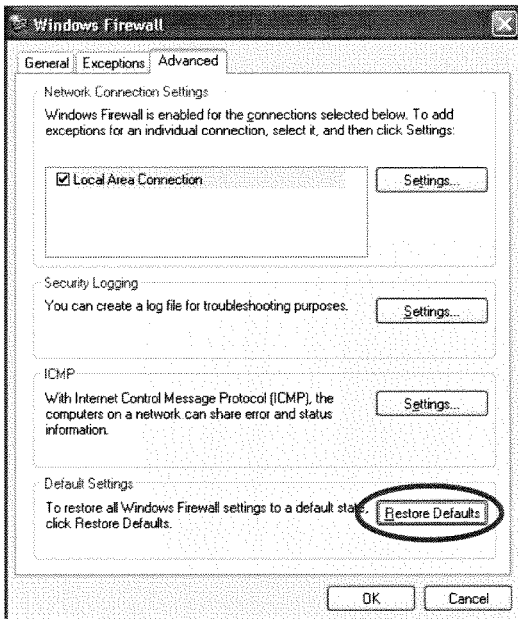 Windows Firewall
General Exceptions Advanced
Network Connection Settings
Windows Firewall is enabled for the connections selected below. To add
exceptions for an individual connection, select it, and then click Settings:
Local Area Connection
Settings...
Security Logging
You can create a log file for troubleshooting purposes.
Settings...
ICMP
With Internet Control Message Protocol (ICMP), the
computers on a network can share error and status
information.
Settings...
Default Settings
To restore all Windows Firewall settings to a default state,
click Restore Defaults.
Restore Defaults
OK Cancel